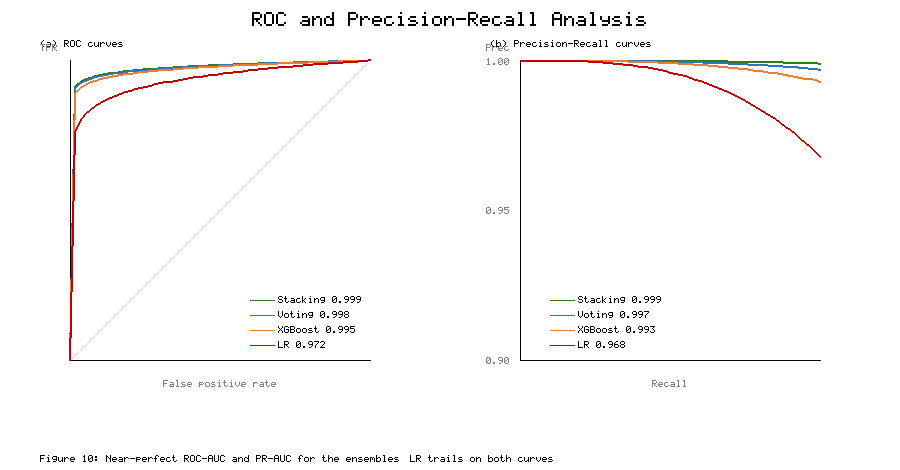 ROC and Precision-Recall Analysis
(a) ROC curves
TPR
Stacking 0.999
Voting 0.998
XGBoost 0.995
LR 0.972
False positive rate
(b) Precision-Recall curves
Prec
1.00
0.95
0.90
Stacking 0.999
Voting 0.997
XGBoost 0.993
LR 0.968
Recall
Figure 10: Near-perfect ROC-AUC and PR-AUC for the ensembles LR trails on both curves